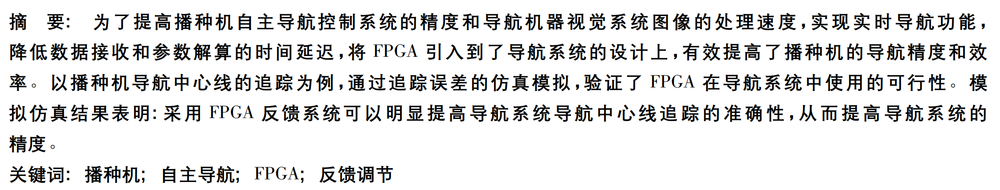 摘　要:　为了提高播种机自主导航控制系统的精度和导航机器视觉系统图像的处理速度,实现实时导航功能,
降低数据接收和参数解算的时间延迟,将 FPGA 引入到了导航系统的设计上,有效提高了播种机的导航精度和效
率。以播种机导航中心线的追踪为例,通过追踪误差的仿真模拟,验证了 FPGA 在导航系统中使用的可行性。模
拟仿真结果表明: 采用 FPGA 反馈系统可以明显提高导航系统导航中心线追踪的准确性,从而提高导航系统的
精度。
关键词: 播种机; 自主导航; FPGA; 反馈调节